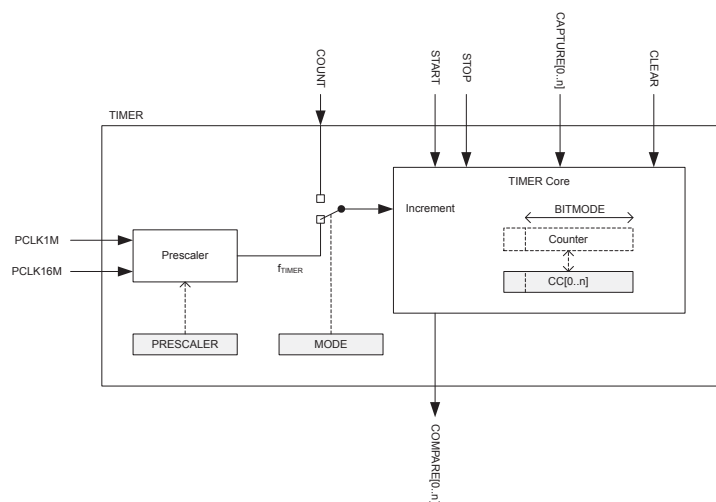 COUNT
START
STOP
CAPTURE[0..n]
CLEAR
TIMER
TIMER Core
Increment
BITMODE
PCLK1M
Prescaler
Counter
PCLK16M
fTIMER
CC[0..n]
PRESCALER
MODE
COMPARE[0..n]